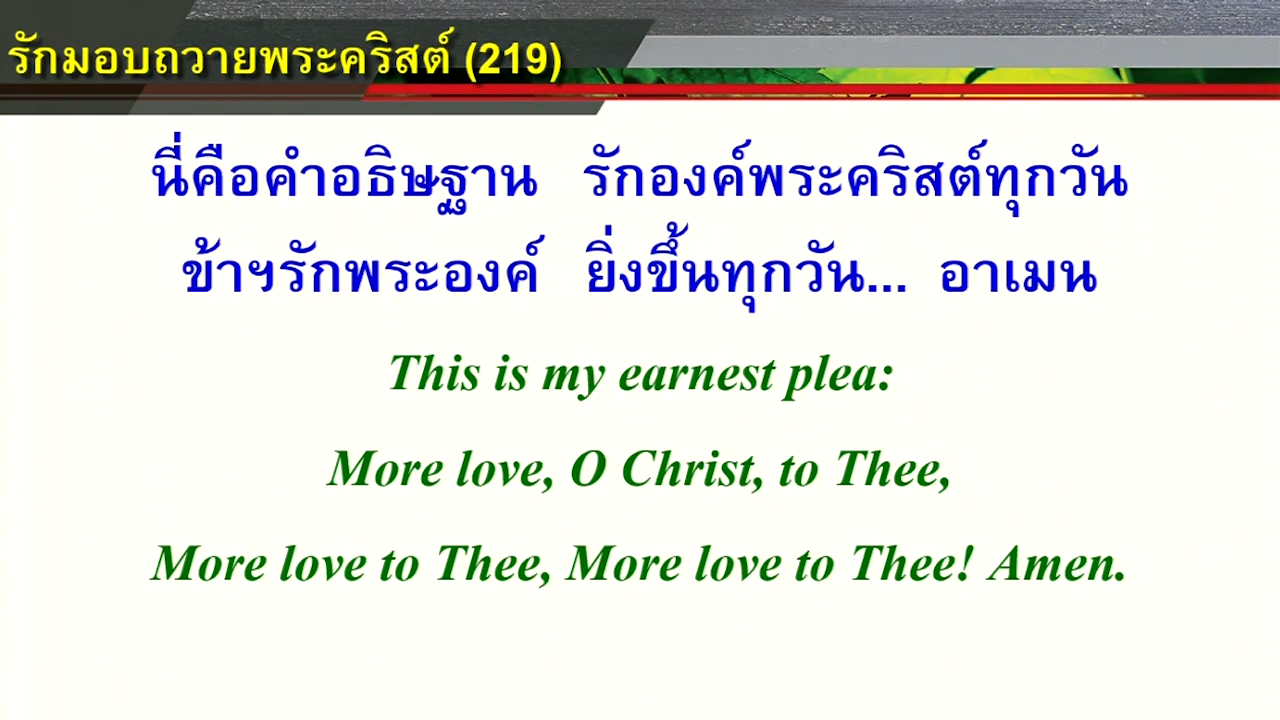 รักมอบถวายพระคริสต์ (219)
นี่คือคำอธิษฐาน รักองค์พระคริสต์ทุกวัน
ข้าฯรักพระองค์ ยิ่งขึ้นทุกวัน... อาเมน
This is my earnest plea:
More love, O Christ, to Thee,
More love to Thee, More love to Thee! Amen.